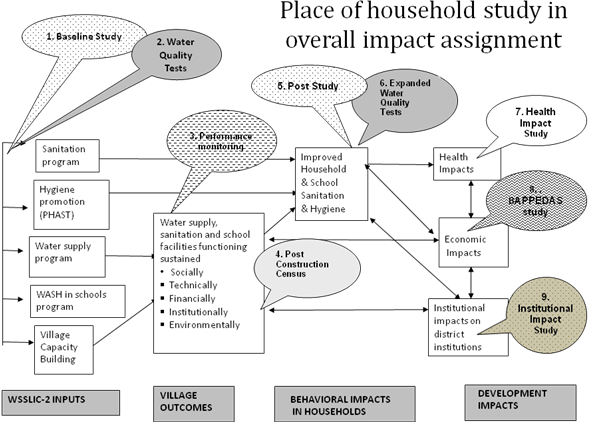 Place of household study in
overall impact assignment
1. Baseline Study
2. Water
Quality
Tests
3. Performance
monitoring
5. Post Study
6. Expanded
Water
Quality
Tests
7. Health
Impact
Study
Sanitation
program
Hygiene
promotion
(PHAST)
Water supply
program
WASH in schools
program
Village
Capacity
Building
Water supply,
sanitation and school
facilities functioning
sustained
• Socially
▪ Technically
▪ Financially
▪ Institutionally
▪ Environmentally
4. Post
Construction
Census
Improved
Household
& School
Sanitation
& Hygiene
Health
Impacts
8, .
BAPPEDAS
study
Economic
Impacts
Institutional
impacts on
district
institutions
9.
Institutional
Impact
Study
WSSLIC-2 INPUTS
VILLAGE
OUTCOMES
BEHAVIORAL IMPACTS
IN HOUSEHOLDS
DEVELOPMENT
IMPACTS